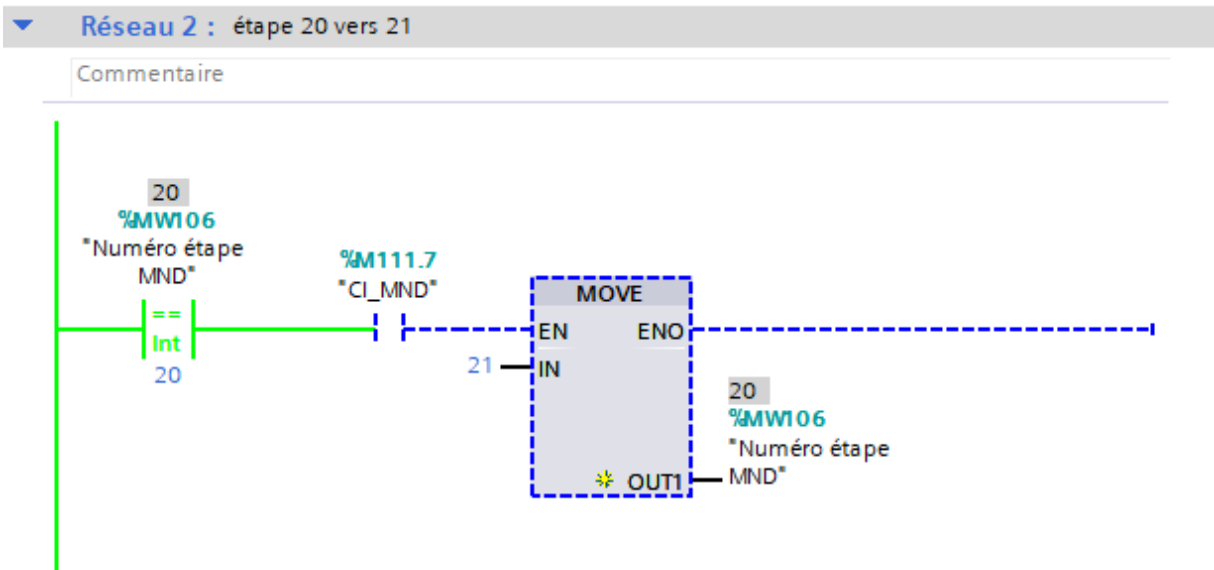 Réseau 2 : étape 20 vers 21
Commentaire
20
%MW106
"Numéro étape
MND"
==
Int
20
%M111.7
"CI_MND"
MOVE
EN ENO
21 IN
OUT1
20
%MW106
"Numéro étape
MND"